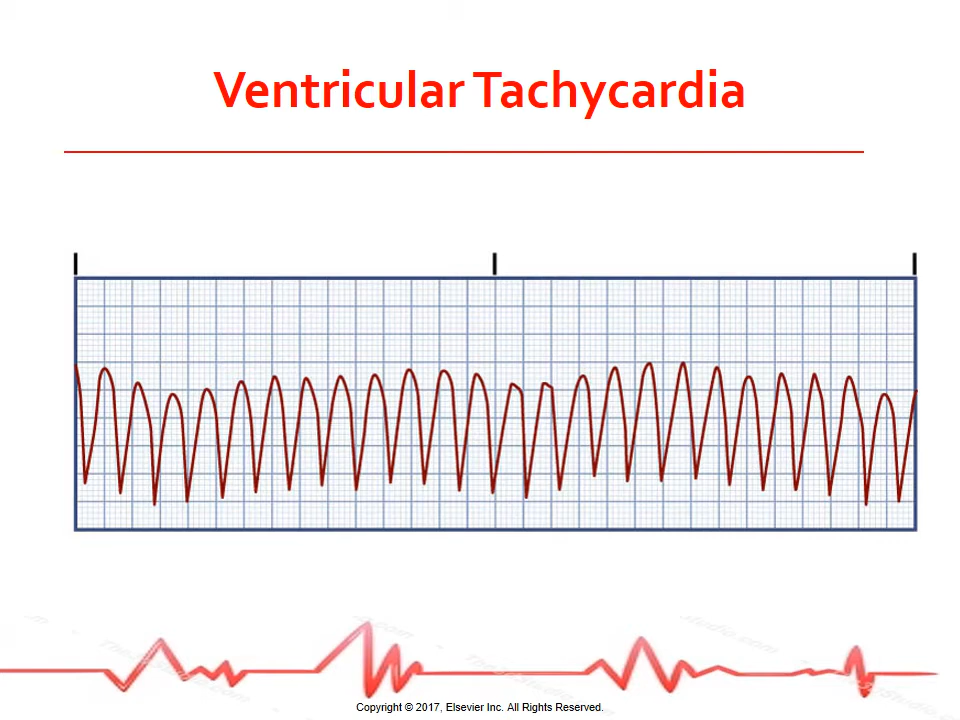 Ventricular Tachycardia
Copyright © 2017, Elsevier Inc. All Rights Reserved.